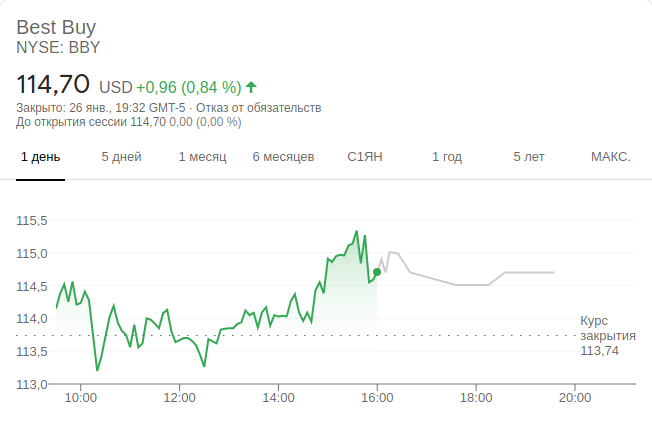 Best Buy
NYSE: BBY
114,70 USD +0,96 (0,84 %)
Закрыто: 26 янв., 19:32 GMT-5 · Отказ от обязательств
До открытия сессии 114,70 0,00 (0,00 %)
1 день 5 дней 1 месяц 6 месяцев С1ЯН 1 год 5 лет МАКС.
115,5
115,0
114,5
114,0
113,5
113,0
Курс
закрытия
113,74
10:00 12:00 14:00 16:00 18:00 20:00